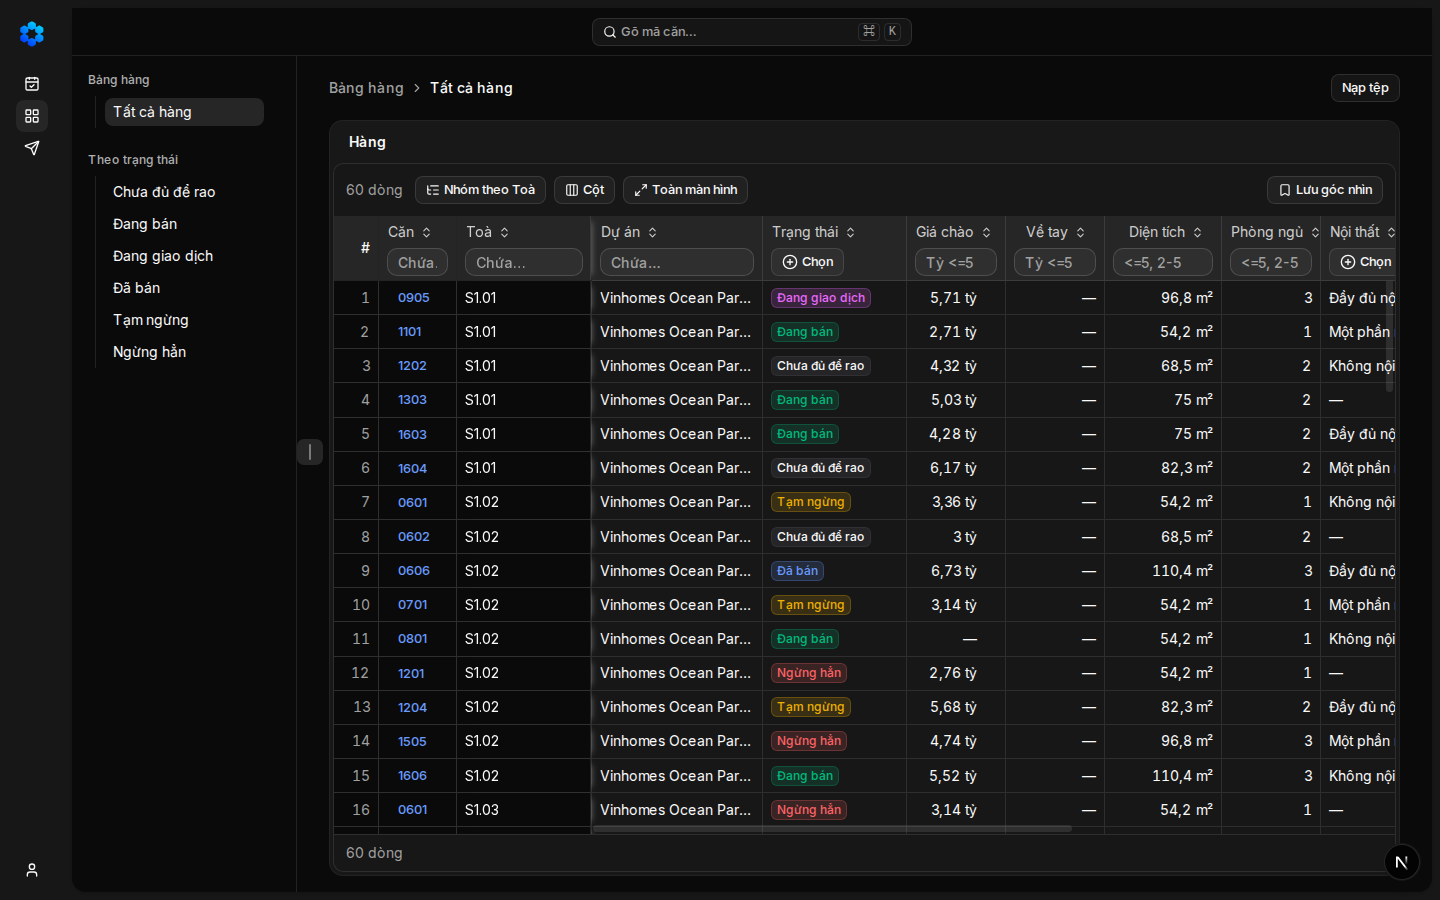 Gõ mã căn... ⌘ K
Bảng hàng
Tất cả hàng
Theo trạng thái
Chưa đủ để rao
Đang bán
Đang giao dịch
Đã bán
Tạm ngừng
Ngừng hẳn
Bảng hàng > Tất cả hàng
Nạp tệp
Hàng
60 dòng Nhóm theo Toà Cột Toàn màn hình Lưu góc nhìn
# Căn Toà Dự án Trạng thái Giá chào Về tay Diện tích Phòng ngủ Nội thất
Chứa. Chứa... Chứa... Chọn Tỷ <=5 Tỷ <=5 <=5, 2-5 <=5, 2-5 Chọn
1 0905 S1.01 Vinhomes Ocean Par... Đang giao dịch 5,71 tỷ — 96,8 m² 3 Đầy đủ nộ
2 1101 S1.01 Vinhomes Ocean Par... Đang bán 2,71 tỷ — 54,2 m² 1 Một phần
3 1202 S1.01 Vinhomes Ocean Par... Chưa đủ để rao 4,32 tỷ — 68,5 m² 2 Không nội
4 1303 S1.01 Vinhomes Ocean Par... Đang bán 5,03 tỷ — 75 m² 2 —
5 1603 S1.01 Vinhomes Ocean Par... Đang bán 4,28 tỷ — 75 m² 2 Đầy đủ nộ
6 1604 S1.01 Vinhomes Ocean Par... Chưa đủ để rao 6,17 tỷ — 82,3 m² 2 Một phần
7 0601 S1.02 Vinhomes Ocean Par... Tạm ngừng 3,36 tỷ — 54,2 m² 1 Không nội
8 0602 S1.02 Vinhomes Ocean Par... Chưa đủ để rao 3 tỷ — 68,5 m² 2 —
9 0606 S1.02 Vinhomes Ocean Par... Đã bán 6,73 tỷ — 110,4 m² 3 Đầy đủ nộ
10 0701 S1.02 Vinhomes Ocean Par... Tạm ngừng 3,14 tỷ — 54,2 m² 1 Một phần
11 0801 S1.02 Vinhomes Ocean Par... Đang bán — — 54,2 m² 1 Không nội
12 1201 S1.02 Vinhomes Ocean Par... Ngừng hẳn 2,76 tỷ — 54,2 m² 1 —
13 1204 S1.02 Vinhomes Ocean Par... Tạm ngừng 5,68 tỷ — 82,3 m² 2 Đầy đủ nộ
14 1505 S1.02 Vinhomes Ocean Par... Ngừng hẳn 4,74 tỷ — 96,8 m² 3 Một phần
15 1606 S1.02 Vinhomes Ocean Par... Đang bán 5,52 tỷ — 110,4 m² 3 Không nội
16 0601 S1.03 Vinhomes Ocean Par... Ngừng hẳn 3,14 tỷ — 54,2 m² 1 —
60 dòng